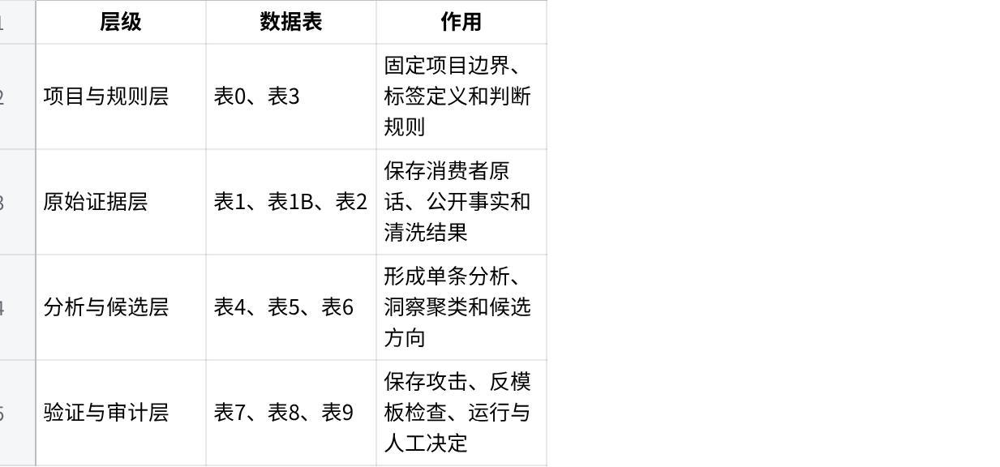 层级
数据表
作用
项目与规则层
表0、表3
固定项目边界、
标签定义和判断
规则
原始证据层
表1、表1B、表2
保存消费者原
话、公开事实和
清洗结果
分析与候选层
表4、表5、表6
形成单条分析、
洞察聚类和候选
方向
验证与审计层
表7、表8、表9
保存攻击、反模
板检查、运行与
人工决定